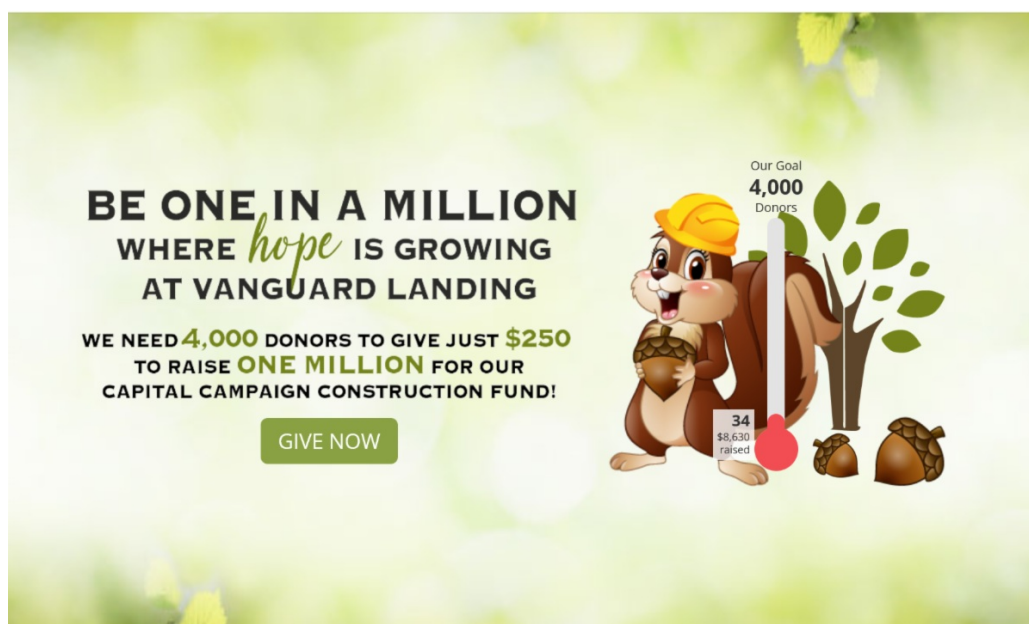 BE ONE IN A MILLION
WHERE hope IS GROWING
AT VANGUARD LANDING
WE NEED 4,000 DONORS TO GIVE JUST $250
TO RAISE ONE MILLION FOR OUR
CAPITAL CAMPAIGN CONSTRUCTION FUND!
GIVE NOW
Our Goal
4,000
Donors
34
$8,630
raised